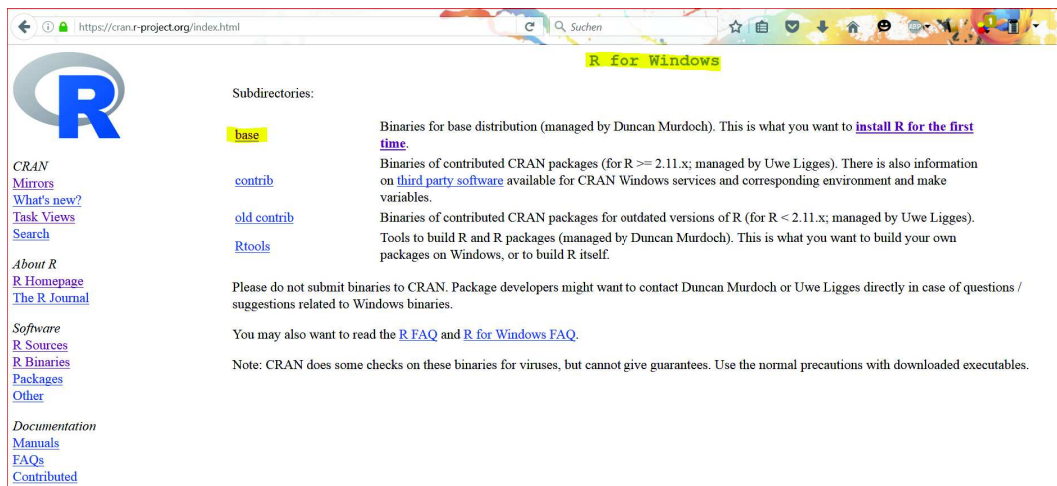 https://cran.r-project.org/index.html
Suchen
R for Windows
R
CRAN
Mirrors
What's new?
Task Views
Search
About R
R Homepage
The R Journal
Software
R Sources
R Binaries
Packages
Other
Documentation
Manuals
FAQs
Contributed
Subdirectories:
base
Binaries for base distribution (managed by Duncan Murdoch). This is what you want to install R for the first
time.
contrib
Binaries of contributed CRAN packages (for R >= 2.11.x; managed by Uwe Ligges). There is also information
on third party software available for CRAN Windows services and corresponding environment and make
variables.
old contrib
Binaries of contributed CRAN packages for outdated versions of R (for R < 2.11.x; managed by Uwe Ligges).
Rtools
Tools to build R and R packages (managed by Duncan Murdoch). This is what you want to build your own
packages on Windows, or to build R itself.
Please do not submit binaries to CRAN. Package developers might want to contact Duncan Murdoch or Uwe Ligges directly in case of questions /
suggestions related to Windows binaries.
You may also want to read the R FAQ and R for Windows FAQ.
Note: CRAN does some checks on these binaries for viruses, but cannot give guarantees. Use the normal precautions with downloaded executables.